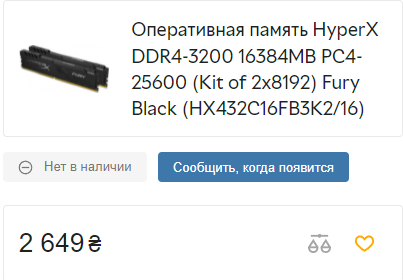 Оперативная память HyperX
DDR4-3200 16384MB PC4-
25600 (Kit of 2x8192) Fury
Black (HX432C16FB3K2/16)
Нет в наличии
Сообщить, когда появится
2 649 ₴